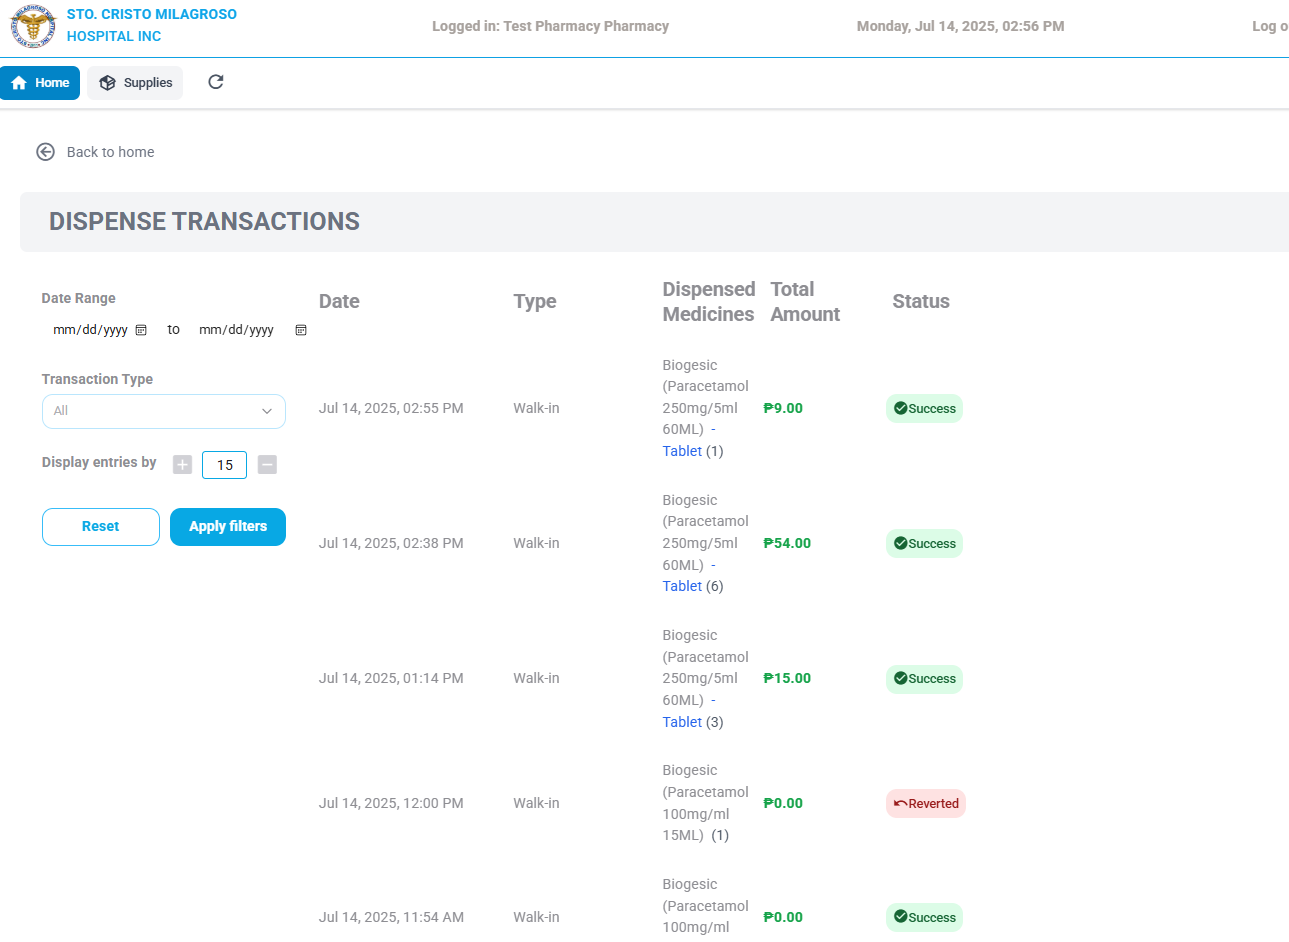 STO. CRISTO MILAGROSO
HOSPITAL INC
Logged in: Test Pharmacy Pharmacy
Monday, Jul 14, 2025, 02:56 PM
Log o
Home
Supplies
Back to home
DISPENSE TRANSACTIONS
Date Range
mm/dd/yyyy to mm/dd/yyyy
Transaction Type
All
Display entries by
15
Reset
Apply filters
Date
Type
Dispensed
Medicines
Total
Amount
Status
Jul 14, 2025, 02:55 PM
Walk-in
Biogesic
(Paracetamol
250mg/5ml
60ML) -
Tablet (1)
₱9.00
Success
Jul 14, 2025, 02:38 PM
Walk-in
Biogesic
(Paracetamol
250mg/5ml
60ML) -
Tablet (6)
₱54.00
Success
Jul 14, 2025, 01:14 PM
Walk-in
Biogesic
(Paracetamol
250mg/5ml
60ML) -
Tablet (3)
₱15.00
Success
Jul 14, 2025, 12:00 PM
Walk-in
Biogesic
(Paracetamol
100mg/ml
15ML) (1)
₱0.00
Reverted
Jul 14, 2025, 11:54 AM
Walk-in
Biogesic
(Paracetamol
100mg/ml
₱0.00
Success